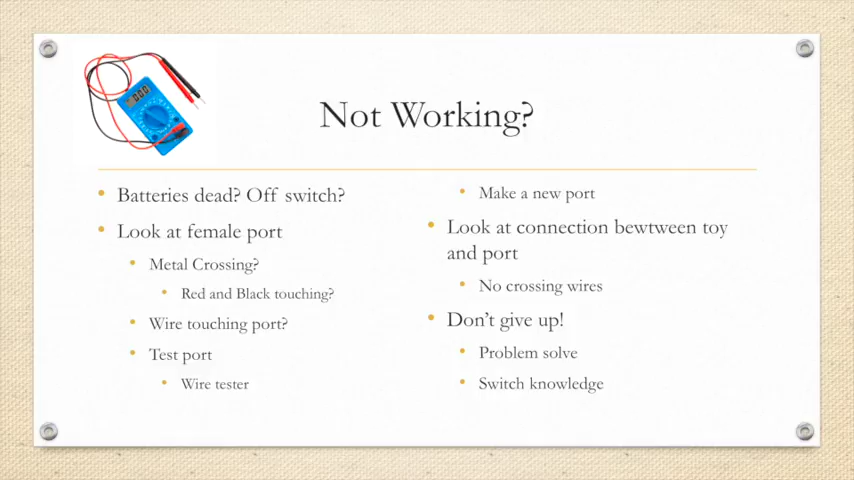 Not Working?
Batteries dead? Off switch?
Look at female port
Metal Crossing?
Red and Black touching?
Wire touching port?
Test port
Wire tester
Make a new port
Look at connection bewtween toy
and port
No crossing wires
Don't give up!
Problem solve
Switch knowledge